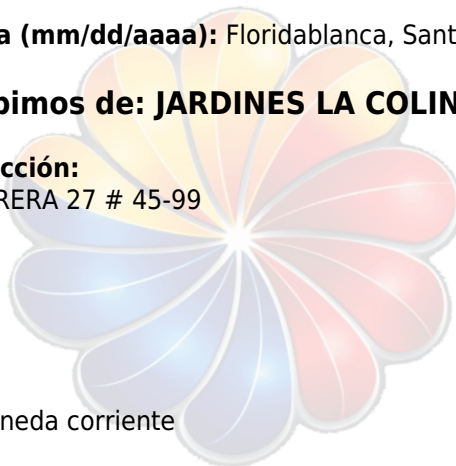 a (mm/dd/aaaa): Floridablanca, Sant
bimos de: JARDINES LA COLIN
cción:
RERA 27 # 45-99
neda corriente